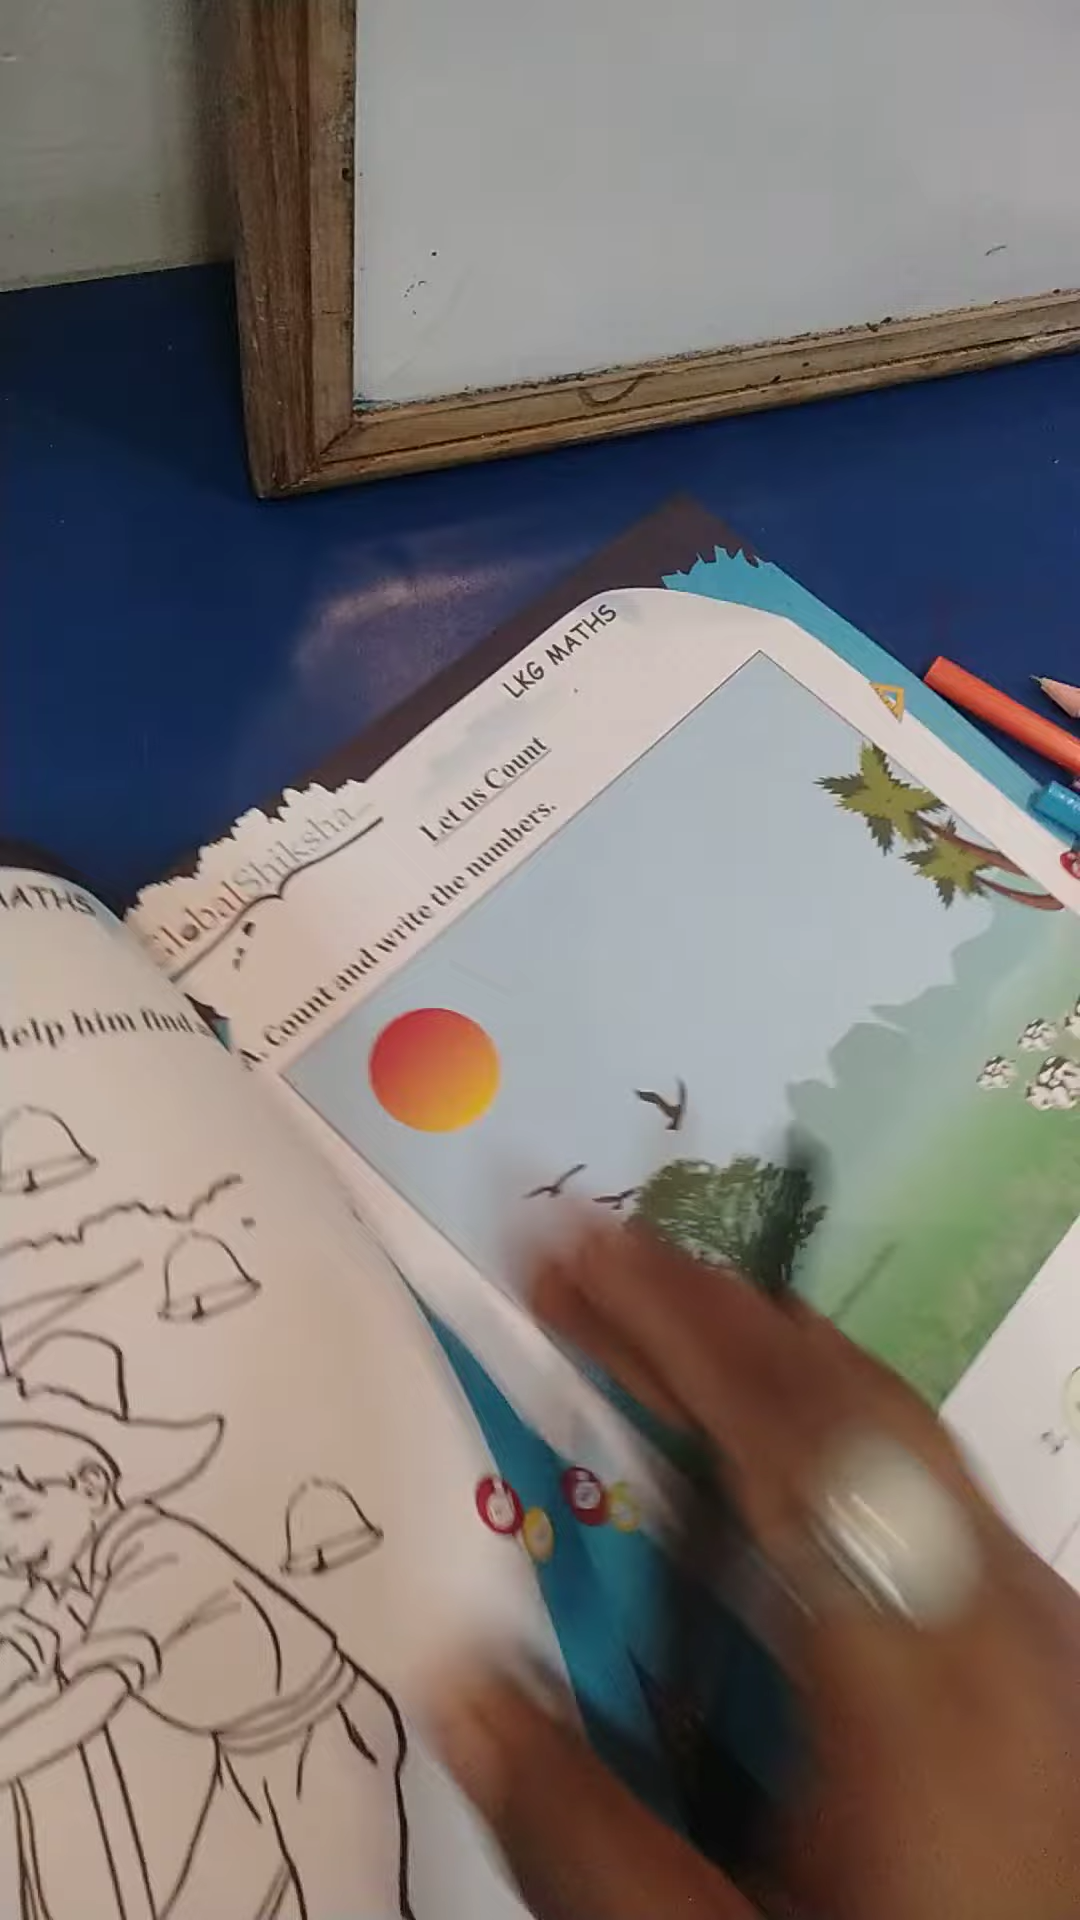 MATHS
Help him find
GlobalShiksha
LKG MATHS
Let us Count
A. Count and write the numbers.